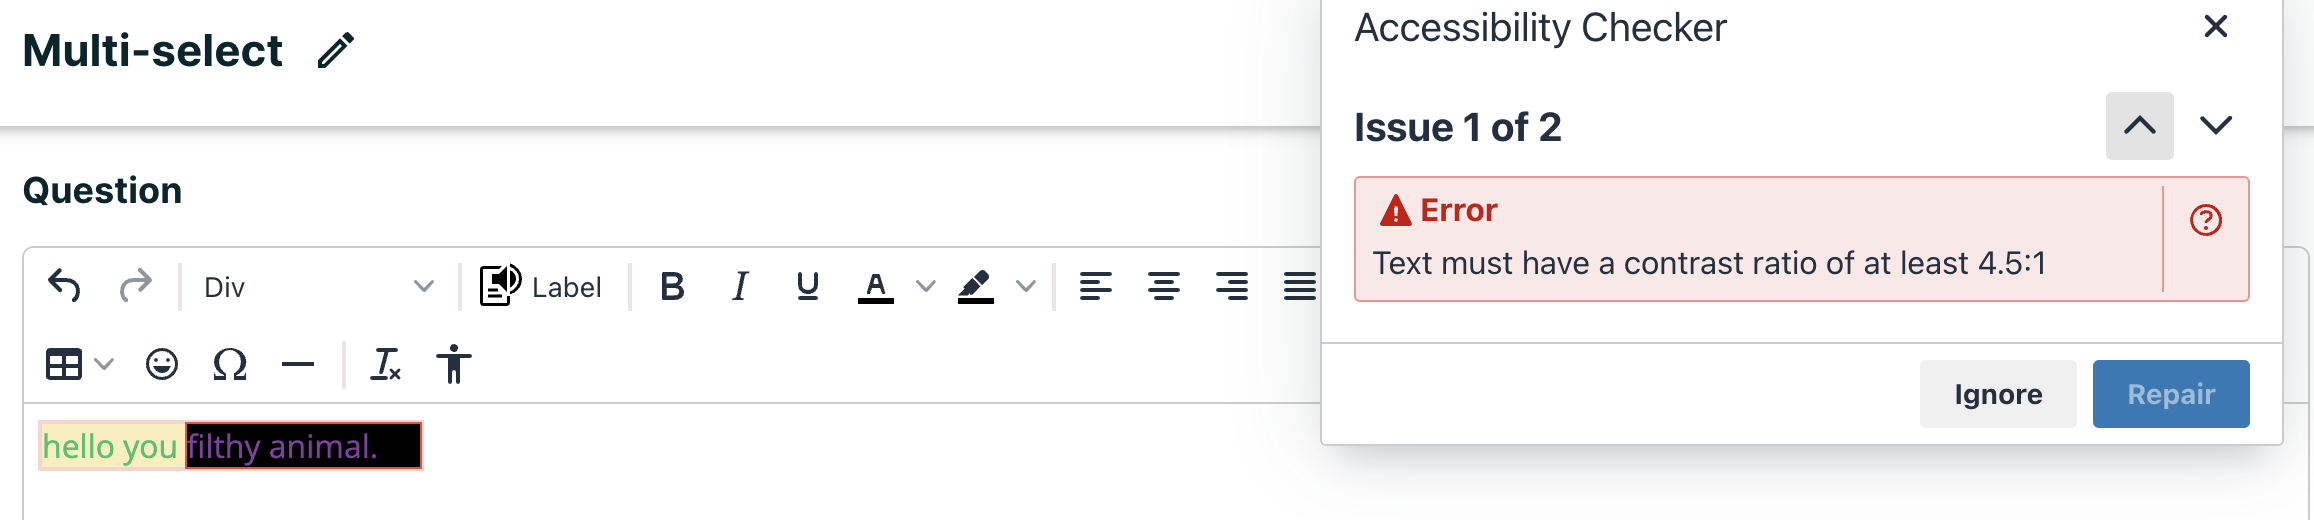 Multi-select
Question
Div
Label
B I U A
hello you filthy animal.
Accessibility Checker
Issue 1 of 2
Error
Text must have a contrast ratio of at least 4.5:1
Ignore
Repair